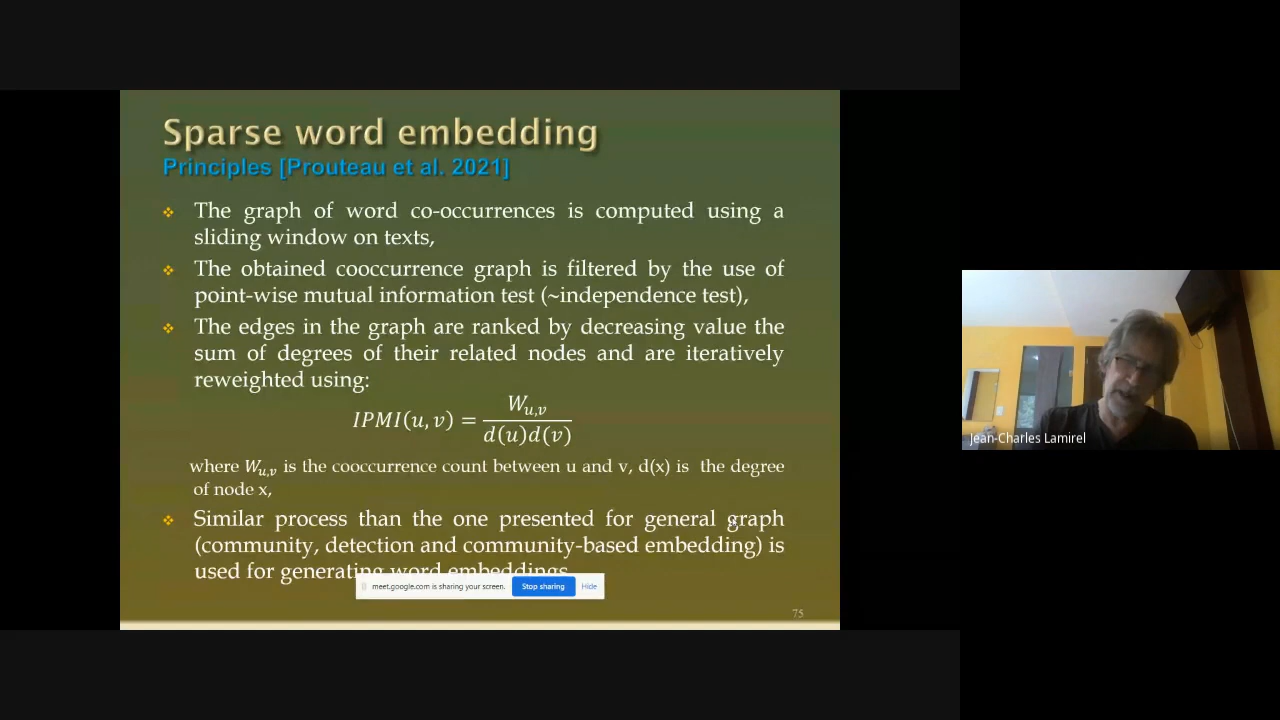 Sparse word embedding
Principles [Prouteau et al. 2021]
❖ The graph of word co-occurrences is computed using a
sliding window on texts,
❖ The obtained cooccurrence graph is filtered by the use of
point-wise mutual information test (~independence test),
❖ The edges in the graph are ranked by decreasing value the
sum of degrees of their related nodes and are iteratively
reweighted using:
IPMI(u, v) = W_{u,v} / d(u)d(v)
where W_{u,v} is the cooccurrence count between u and v, d(x) is the degree
of node x,
❖ Similar process than the one presented for general graph
(community, detection and community-based embedding) is
used for generating word embeddings
meet.google.com is sharing your screen. Stop sharing Hide
75
Jean-Charles Lamirel